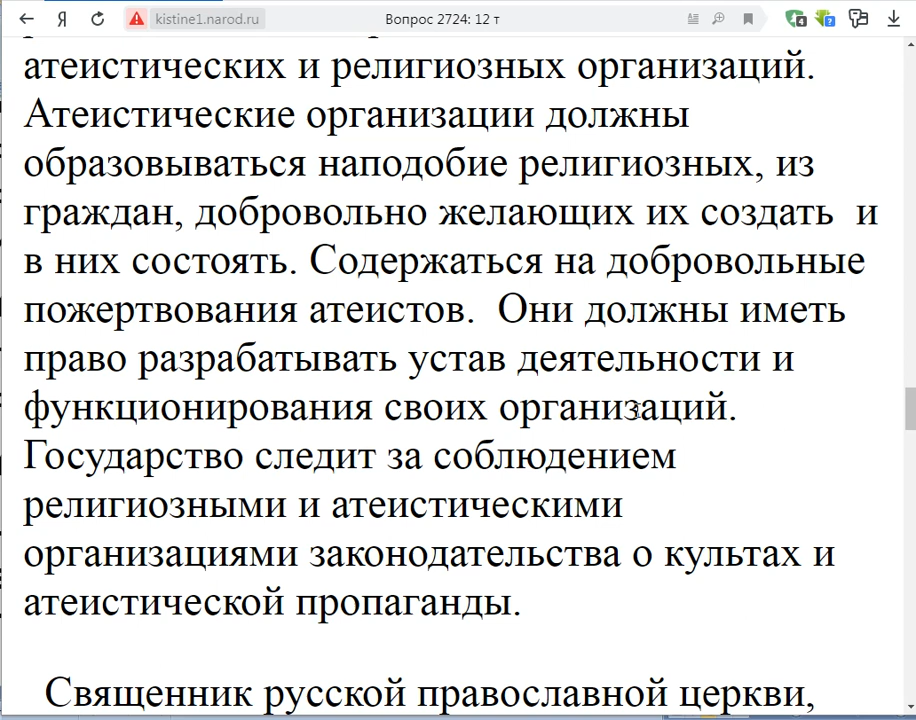 Я
kistine1.narod.ru
Вопрос 2724: 12 т
4
?
атеистических и религиозных организаций.
Атеистические организации должны
образовываться наподобие религиозных, из
граждан, добровольно желающих их создать и
в них состоять. Содержаться на добровольные
пожертвования атеистов. Они должны иметь
право разрабатывать устав деятельности и
функционирования своих организаций.
Государство следит за соблюдением
религиозными и атеистическими
организациями законодательства о культах и
атеистической пропаганды.
Священник русской православной церкви,